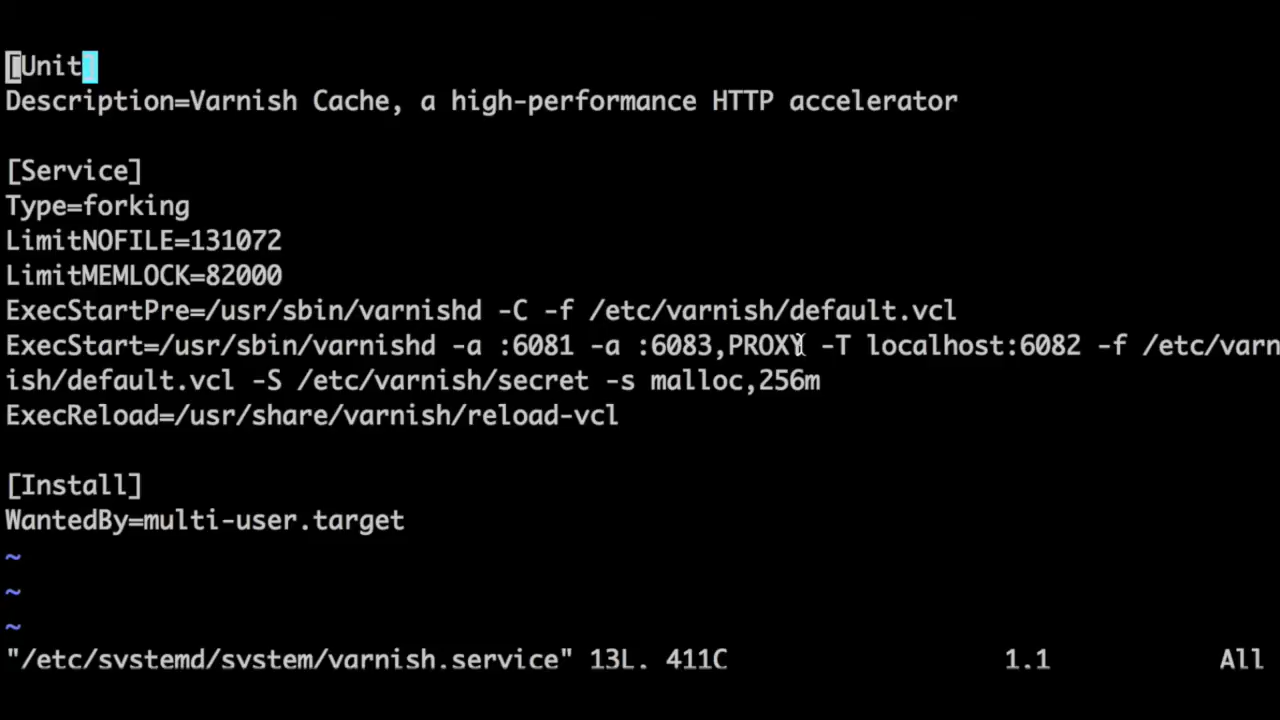 [Unit]
Description=Varnish Cache, a high-performance HTTP accelerator
[Service]
Type=forking
LimitNOFILE=131072
LimitMEMLOCK=82000
ExecStartPre=/usr/sbin/varnishd -C -f /etc/varnish/default.vcl
ExecStart=/usr/sbin/varnishd -a :6081 -a :6083,PROXY -T localhost:6082 -f /etc/varn
ish/default.vcl -S /etc/varnish/secret -s malloc,256m
ExecReload=/usr/share/varnish/reload-vcl
[Install]
WantedBy=multi-user.target
~
~
~
"/etc/systemd/system/varnish.service" 13L, 411C 1,1 All